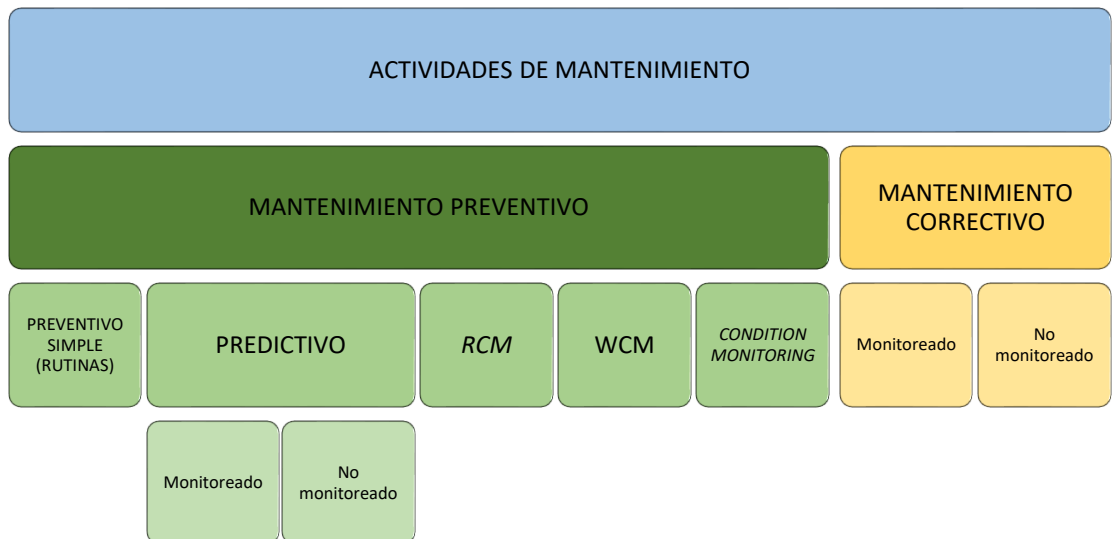 ACTIVIDADES DE MANTENIMIENTO
MANTENIMIENTO PREVENTIVO
MANTENIMIENTO
CORRECTIVO
PREVENTIVO
SIMPLE
(RUTINAS)
PREDICTIVO
RCM
WCM
CONDITION
MONITORING
Monitoreado
No
monitoreado
Monitoreado
No
monitoreado